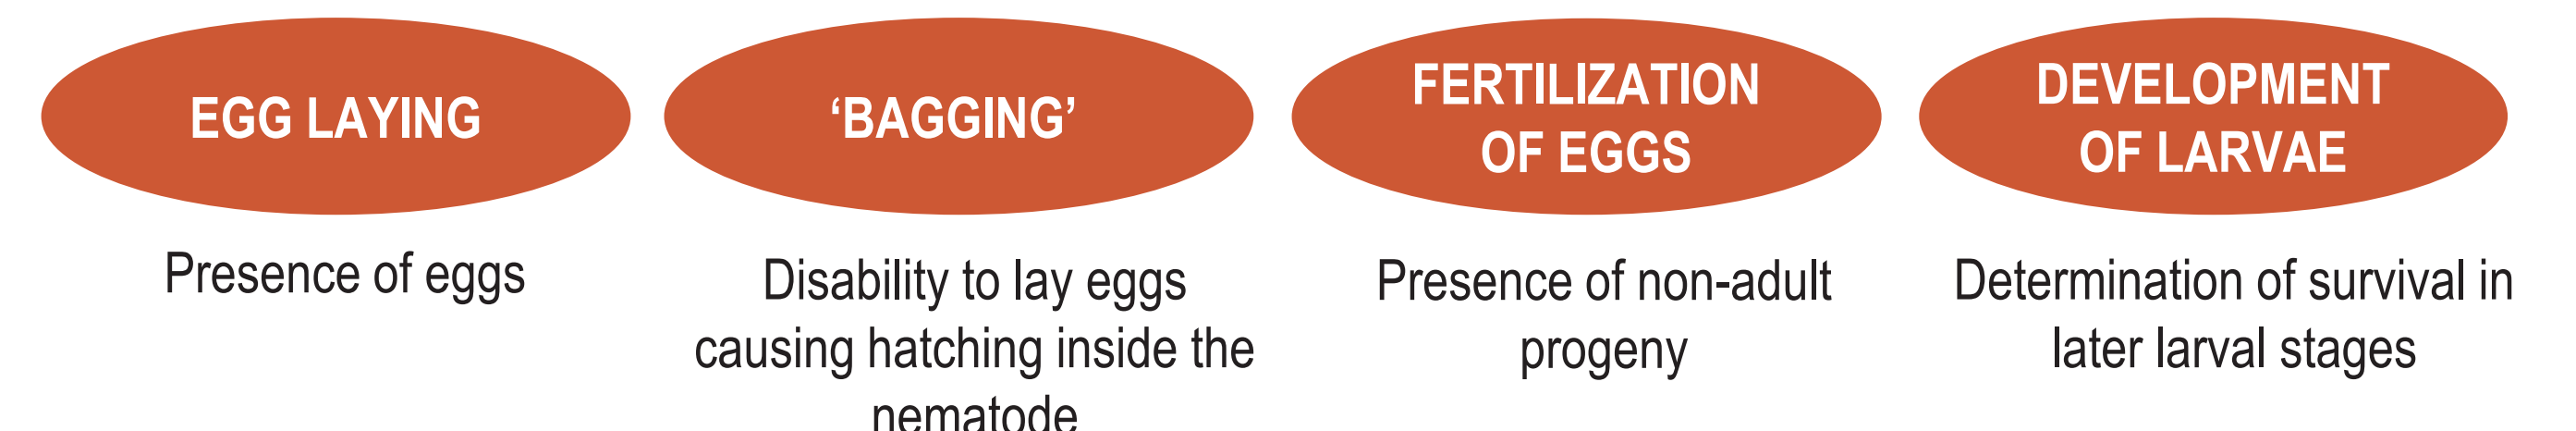 EGG LAYING
Presence of eggs
‘BAGGING’
Disability to lay eggs
causing hatching inside the
nematode
FERTILIZATION
OF EGGS
Presence of non-adult
progeny
DEVELOPMENT
OF LARVAE
Determination of survival in
later larval stages